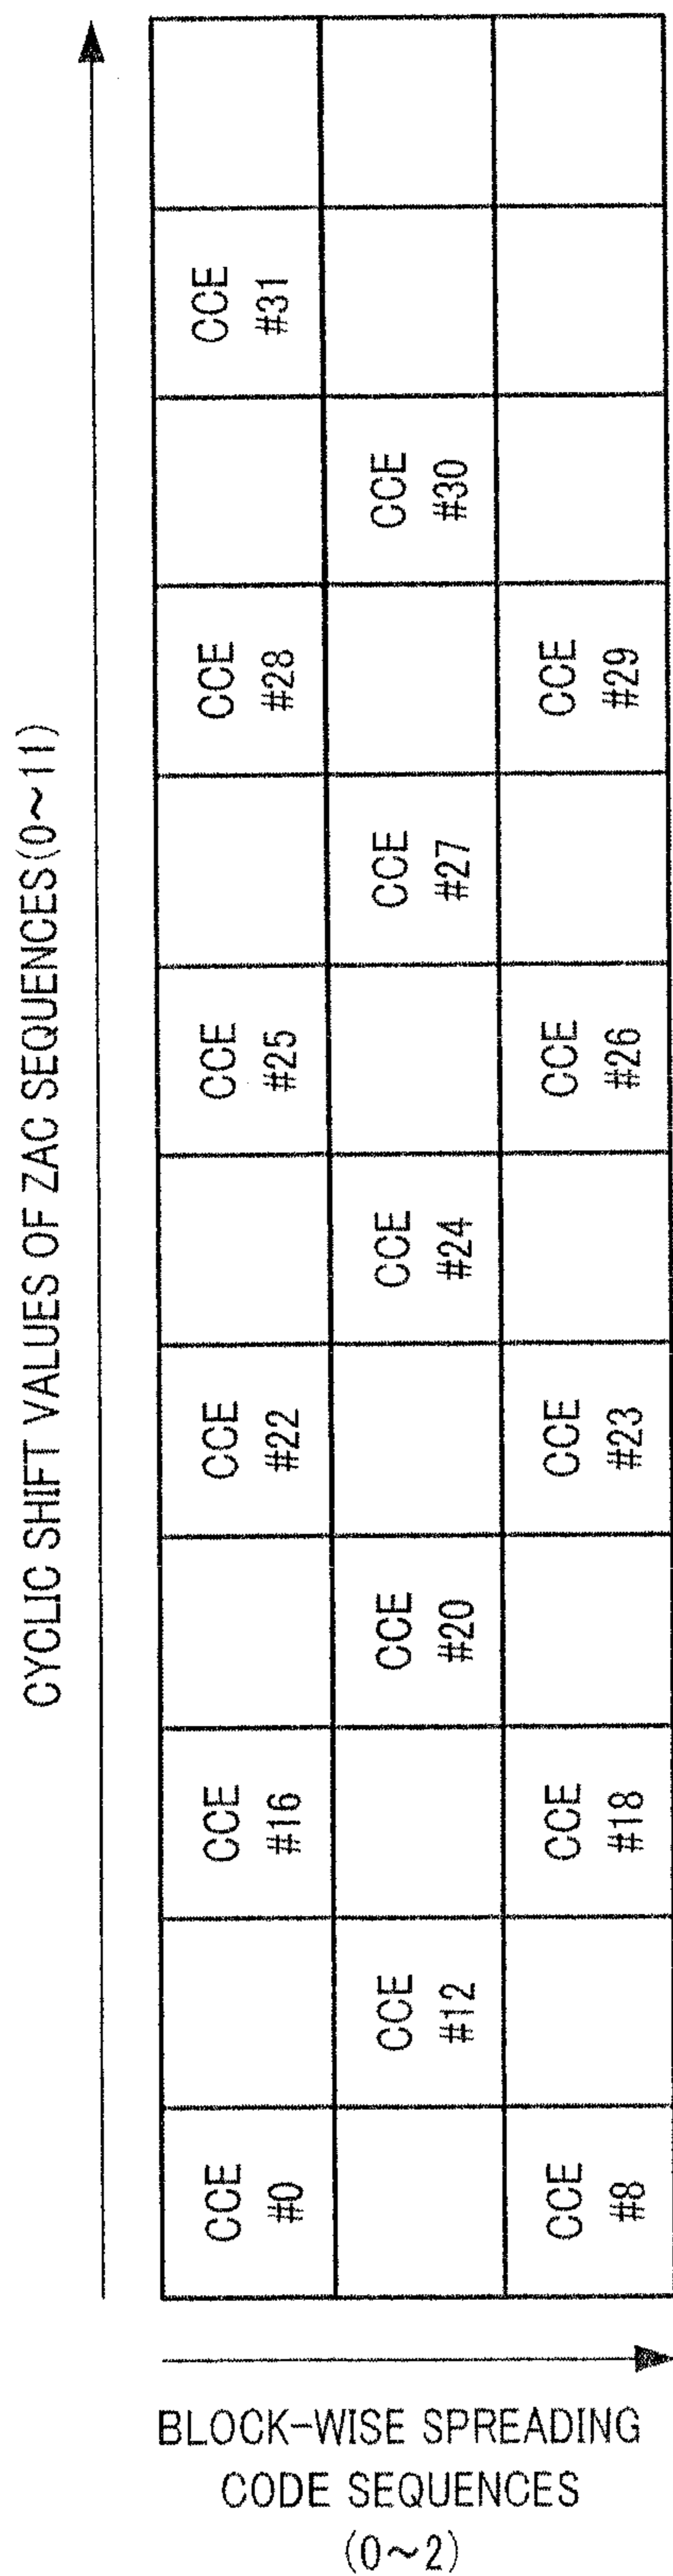 CYCLIC SHIFT VALUES OF ZAC SEQUENCES(0~11)
CCE
#0
CCE
#16
CCE
#22
CCE
#25
CCE
#28
CCE
#31
CCE
#12
CCE
#20
CCE
#24
CCE
#27
CCE
#30
CCE
#8
CCE
#18
CCE
#23
CCE
#26
CCE
#29
BLOCK-WISE SPREADING
CODE SEQUENCES
(0~2)